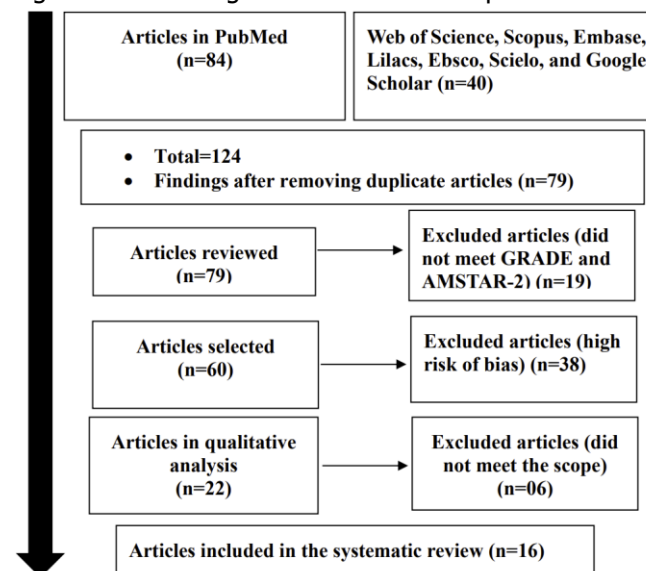 Articles in PubMed
(n=84)
Web of Science, Scopus, Embase,
Lilacs, Ebsco, Scielo, and Google
Scholar (n=40)
• Total=124
• Findings after removing duplicate articles (n=79)
Articles reviewed
(n=79)
Excluded articles (did
not meet GRADE and
AMSTAR-2) (n=19)
Articles selected
(n=60)
Excluded articles (high
risk of bias) (n=38)
Articles in qualitative
analysis
(n=22)
Excluded articles (did
not meet the scope)
(n=06)
Articles included in the systematic review (n=16)